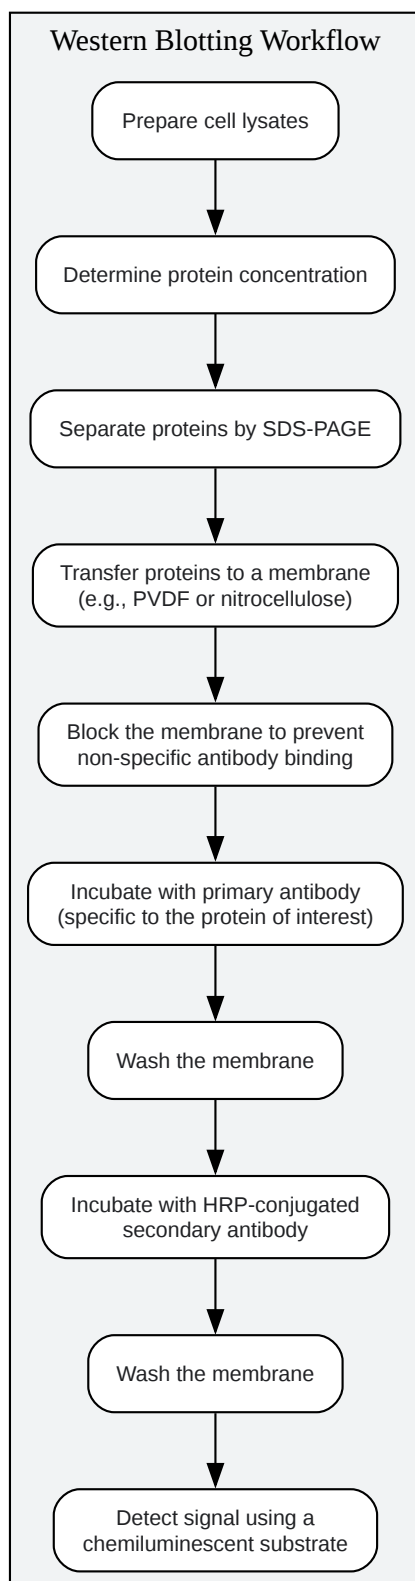 Western Blotting Workflow
Prepare cell lysates
Determine protein concentration
Separate proteins by SDS-PAGE
Transfer proteins to a membrane
(e.g., PVDF or nitrocellulose)
Block the membrane to prevent
non-specific antibody binding
Incubate with primary antibody
(specific to the protein of interest)
Wash the membrane
Incubate with HRP-conjugated
secondary antibody
Wash the membrane
Detect signal using a
chemiluminescent substrate